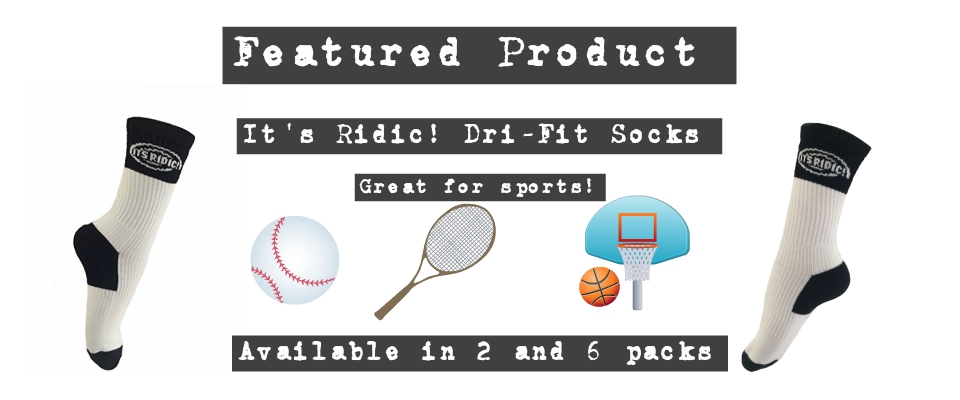 Featured Product
It's Ridic! Dri-Fit Socks
Great for sports!
IT'S RIDIC!
IT'S RIDIC!
Available in 2 and 6 packs